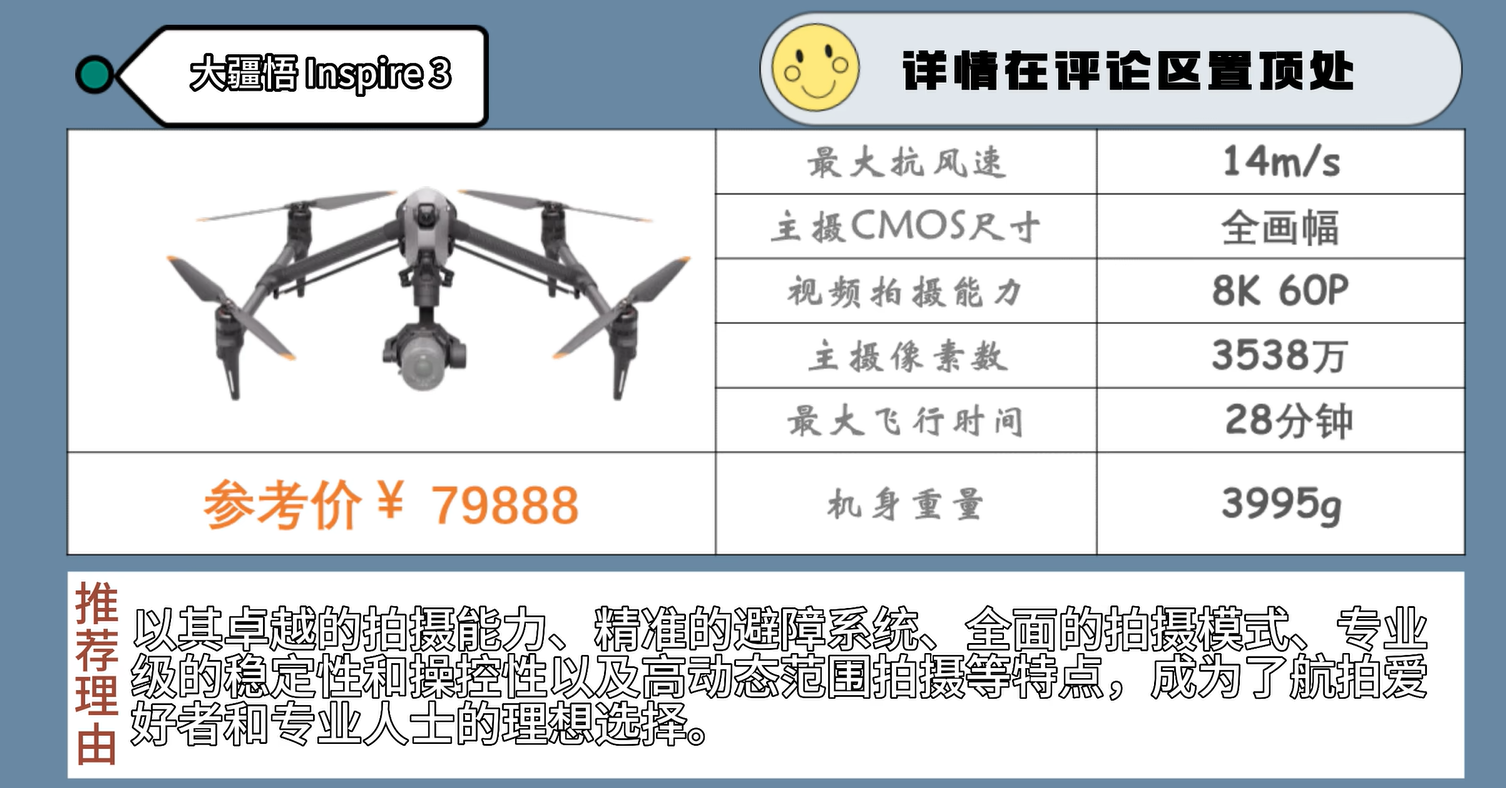 大疆悟 Inspire 3
详情在评论区置顶处
最大抗风速 14m/s
主摄CMOS尺寸 全画幅
视频拍摄能力 8K 60P
主摄像素数 3538万
最大飞行时间 28分钟
参考价￥ 79888
机身重量 3995g
推荐理由
以其卓越的拍摄能力、精准的避障系统、全面的拍摄模式、专业
级的稳定性和操控性以及高动态范围拍摄等特点，成为了航拍爱
好者和专业人士的理想选择。